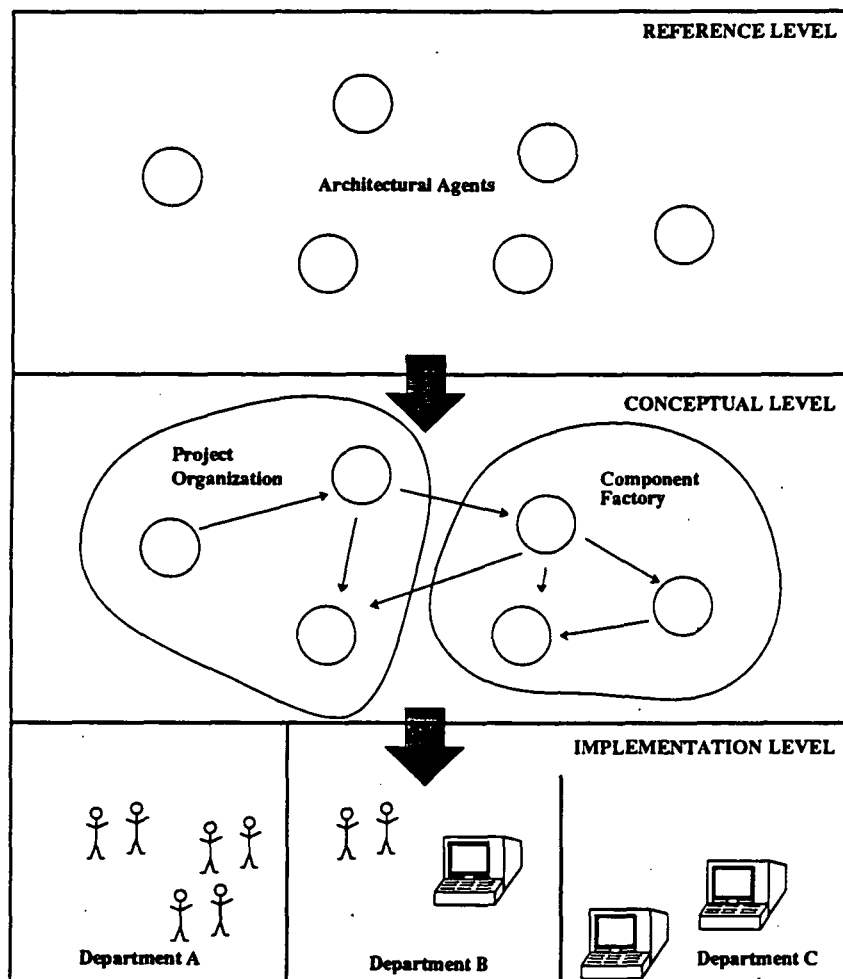 REFERENCE LEVEL
Architectural Agents
CONCEPTUAL LEVEL
Project
Organization
Component
Factory
IMPLEMENTATION LEVEL
Department A
Department B
Department C